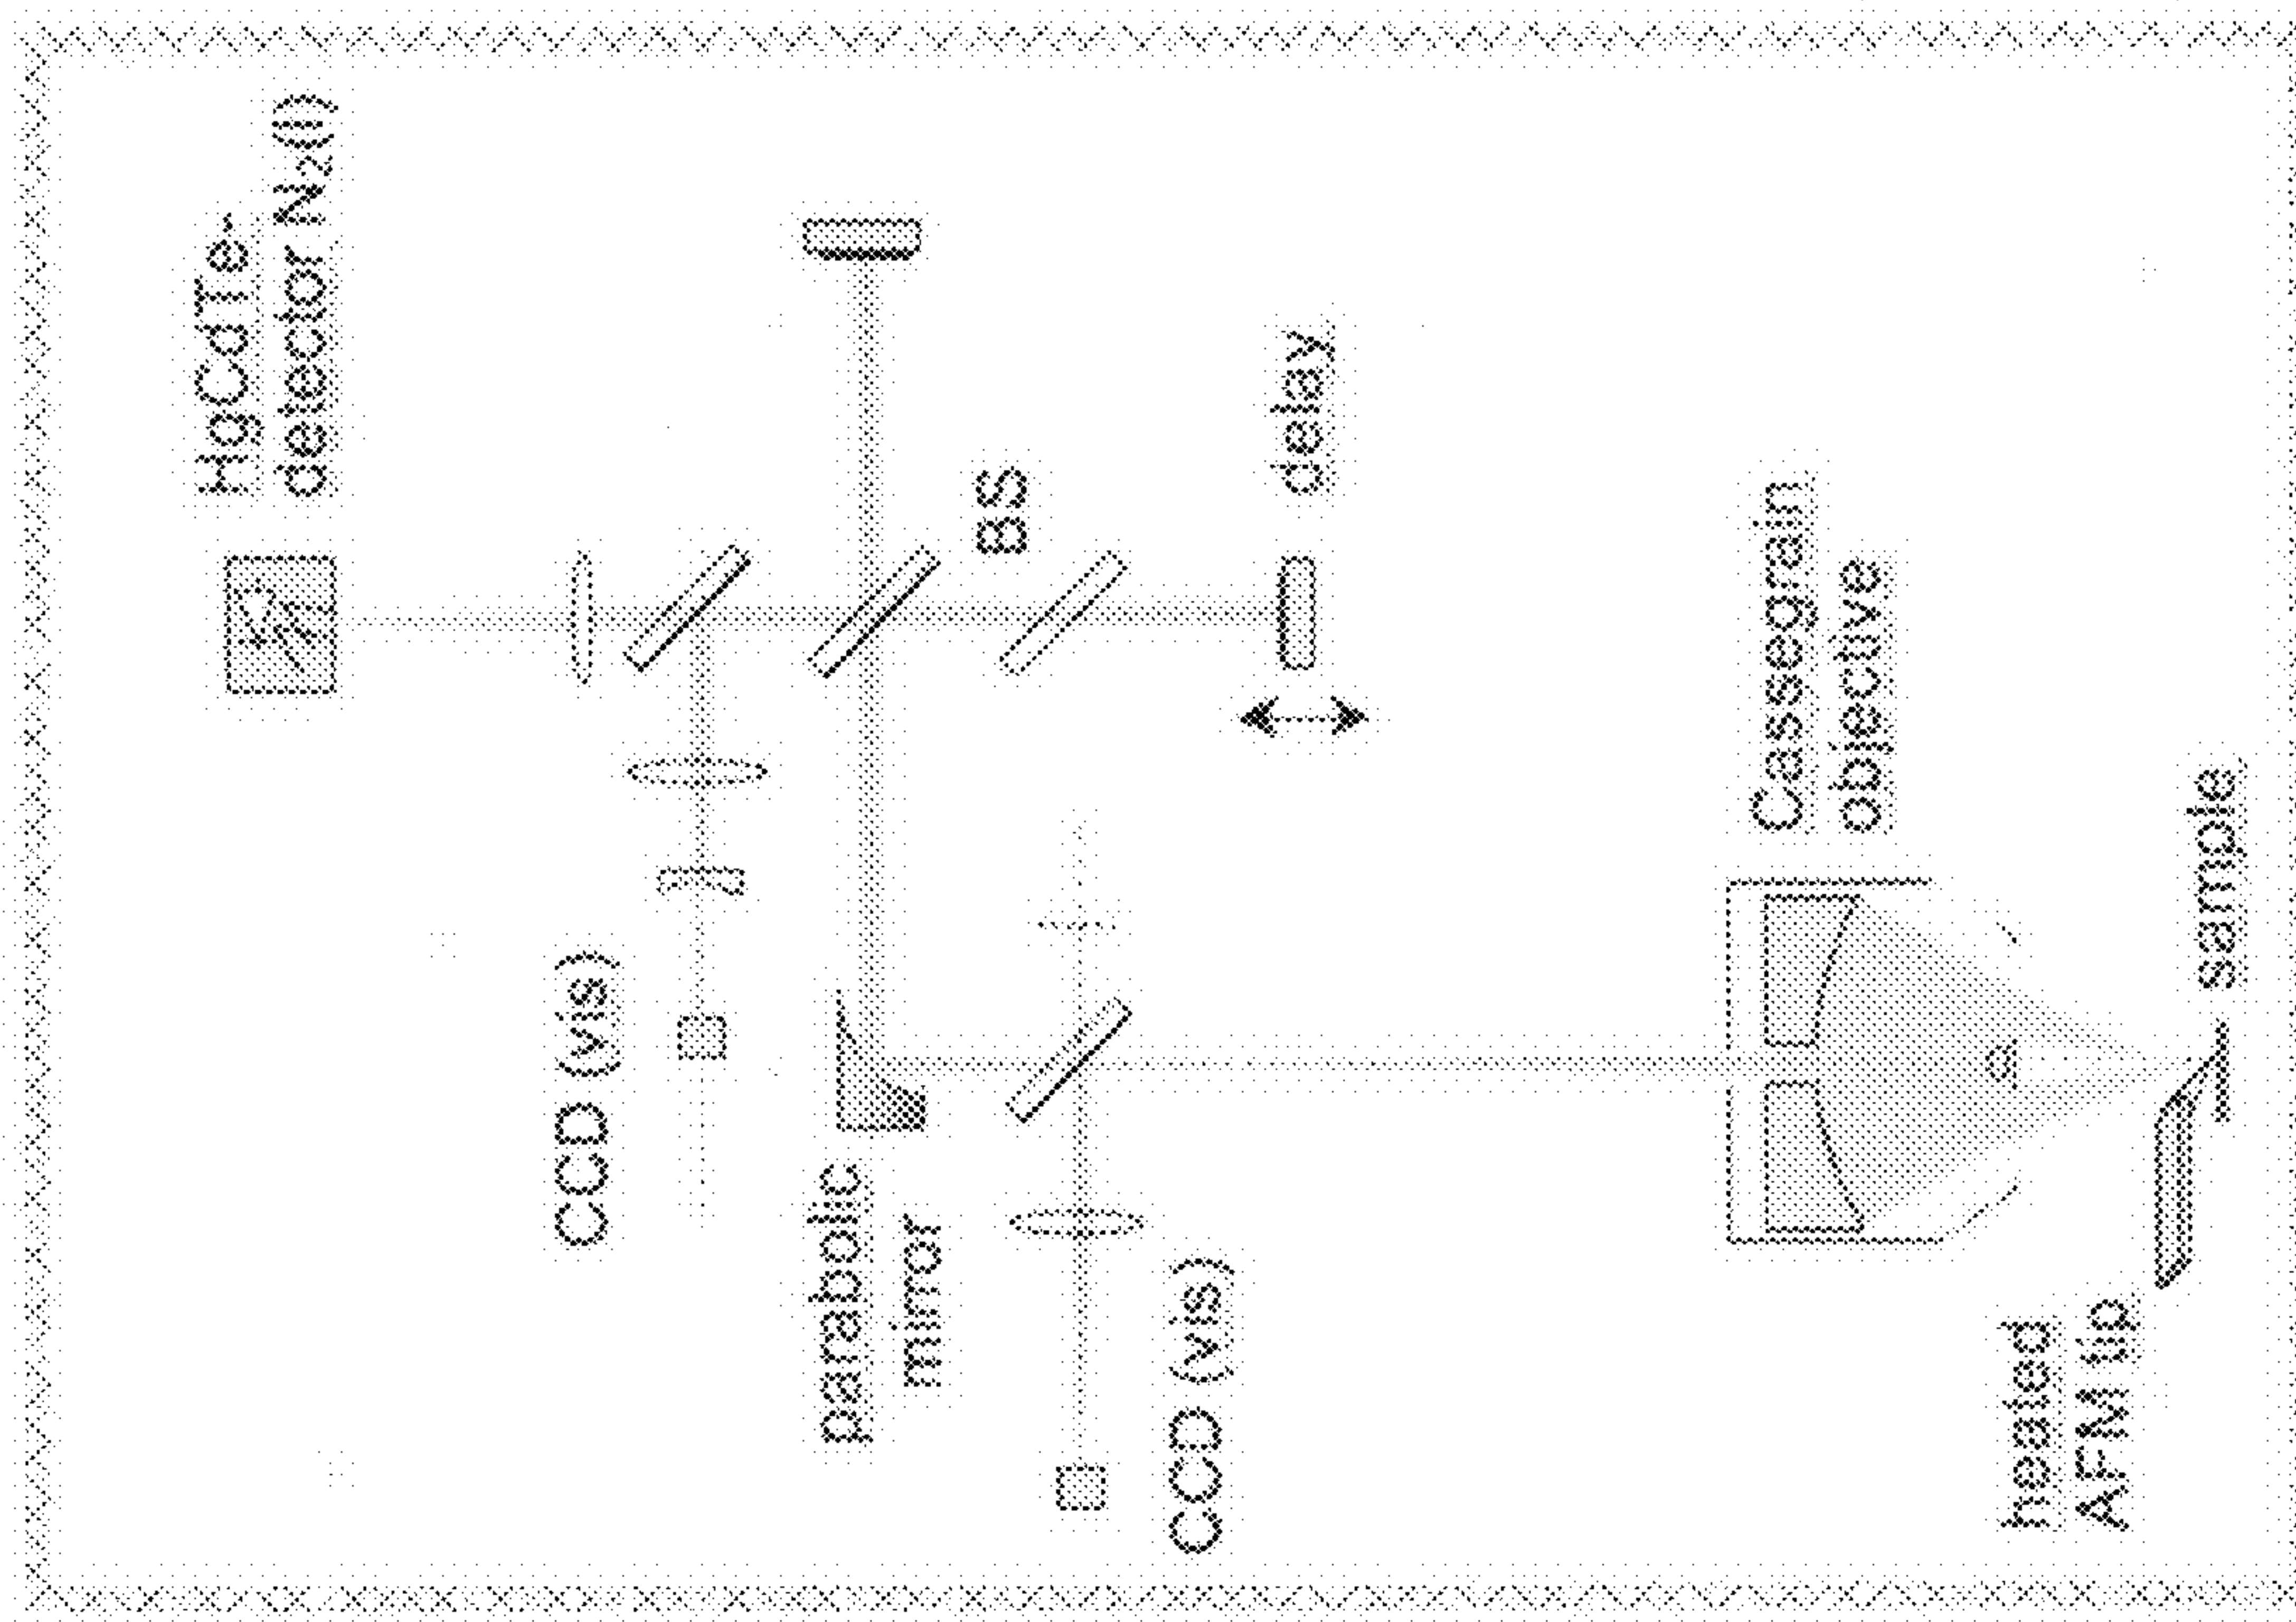 HgCdTe-
detector N₂(l)
BS
delay
CCD (vis)
parabolic
mirror
CCD (vis)
Cassegrain
objective
sample
heated
AFM tip